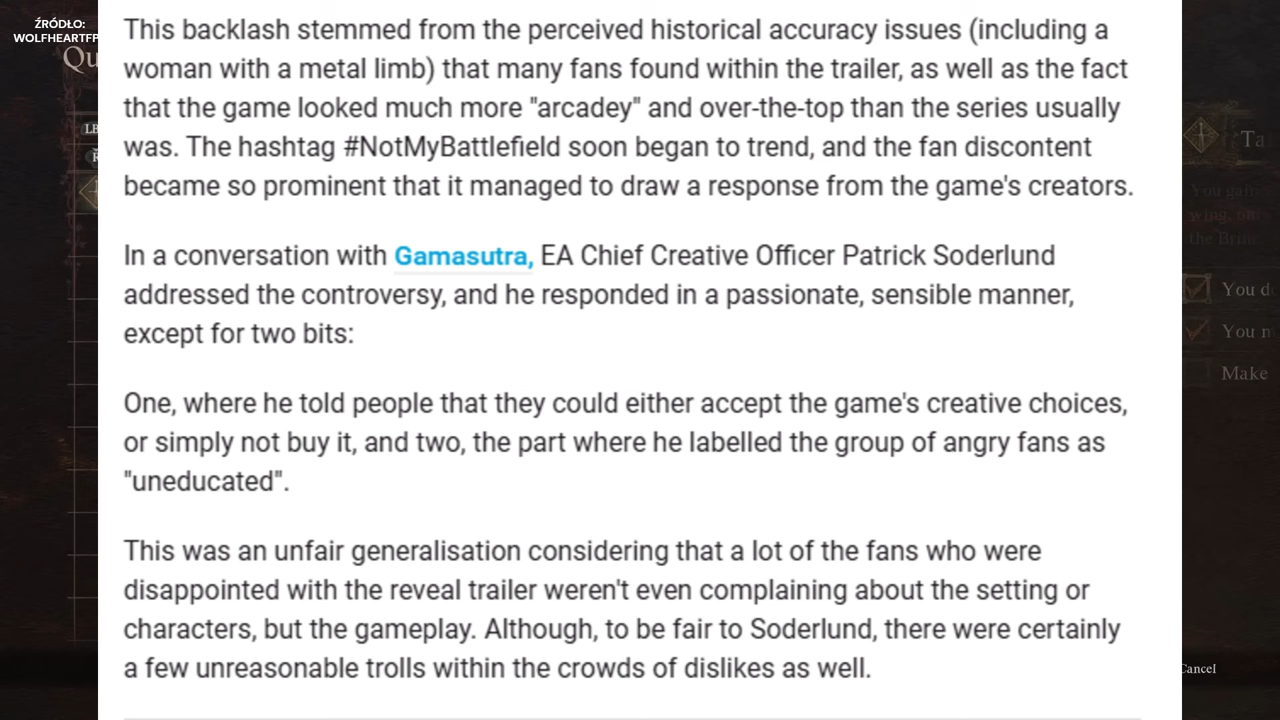 ŹRÓDŁO:
WOLFHEARTFP
Qu
This backlash stemmed from the perceived historical accuracy issues (including a
woman with a metal limb) that many fans found within the trailer, as well as the fact
that the game looked much more "arcadey" and over-the-top than the series usually
was. The hashtag #NotMyBattlefield soon began to trend, and the fan discontent
became so prominent that it managed to draw a response from the game's creators.
In a conversation with Gamasutra, EA Chief Creative Officer Patrick Soderlund
addressed the controversy, and he responded in a passionate, sensible manner,
except for two bits:
One, where he told people that they could either accept the game's creative choices,
or simply not buy it, and two, the part where he labelled the group of angry fans as
"uneducated".
This was an unfair generalisation considering that a lot of the fans who were
disappointed with the reveal trailer weren't even complaining about the setting or
characters, but the gameplay. Although, to be fair to Soderlund, there were certainly
a few unreasonable trolls within the crowds of dislikes as well.
LB
Ta
You gai
wing,
the
You d
You n
Make
Cancel